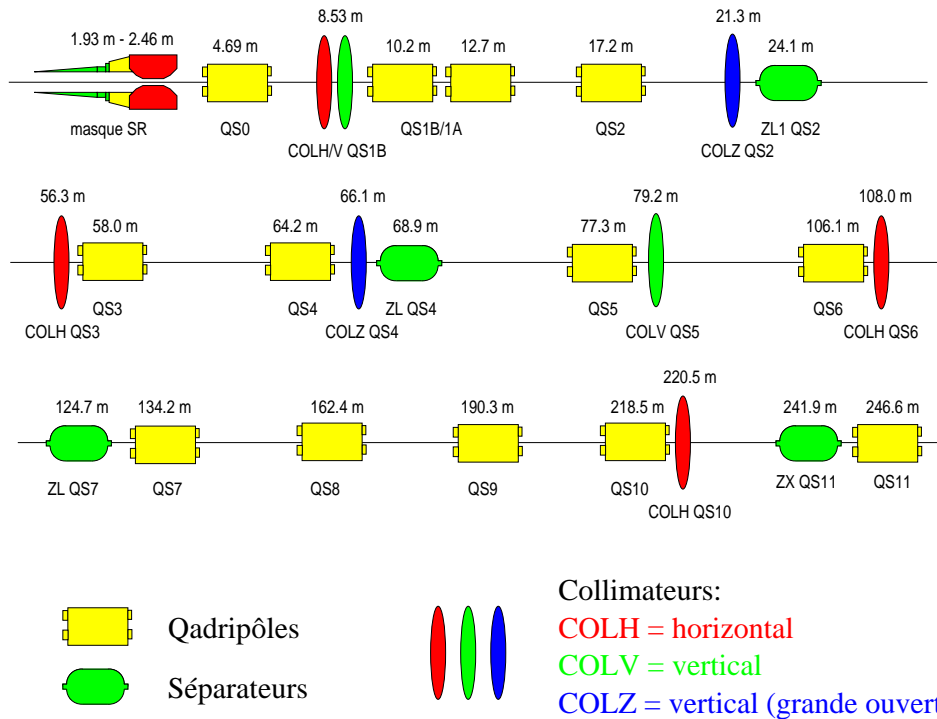 8.53 m 21.3 m
1.93 m - 2.46 m 4.69 m 10.2 m 12.7 m 17.2 m 24.1 m
masque SR QS0 COLH/V QS1B QS1B/1A QS2 COLZ QS2 ZL1 QS2
56.3 m 66.1 m 79.2 m 108.0 m
58.0 m 64.2 m 68.9 m 77.3 m 106.1 m
COLH QS3 QS3 QS4 COLZ QS4 ZL QS4 QS5 COLV QS5 QS6 COLH QS6
220.5 m
124.7 m 134.2 m 162.4 m 190.3 m 218.5 m 241.9 m 246.6 m
ZL QS7 QS7 QS8 QS9 QS10 COLH QS10 ZX QS11 QS11
Collimateurs:
Qadripôles COLH = horizontal
COLV = vertical
Séparateurs COLZ = vertical (grande ouvert